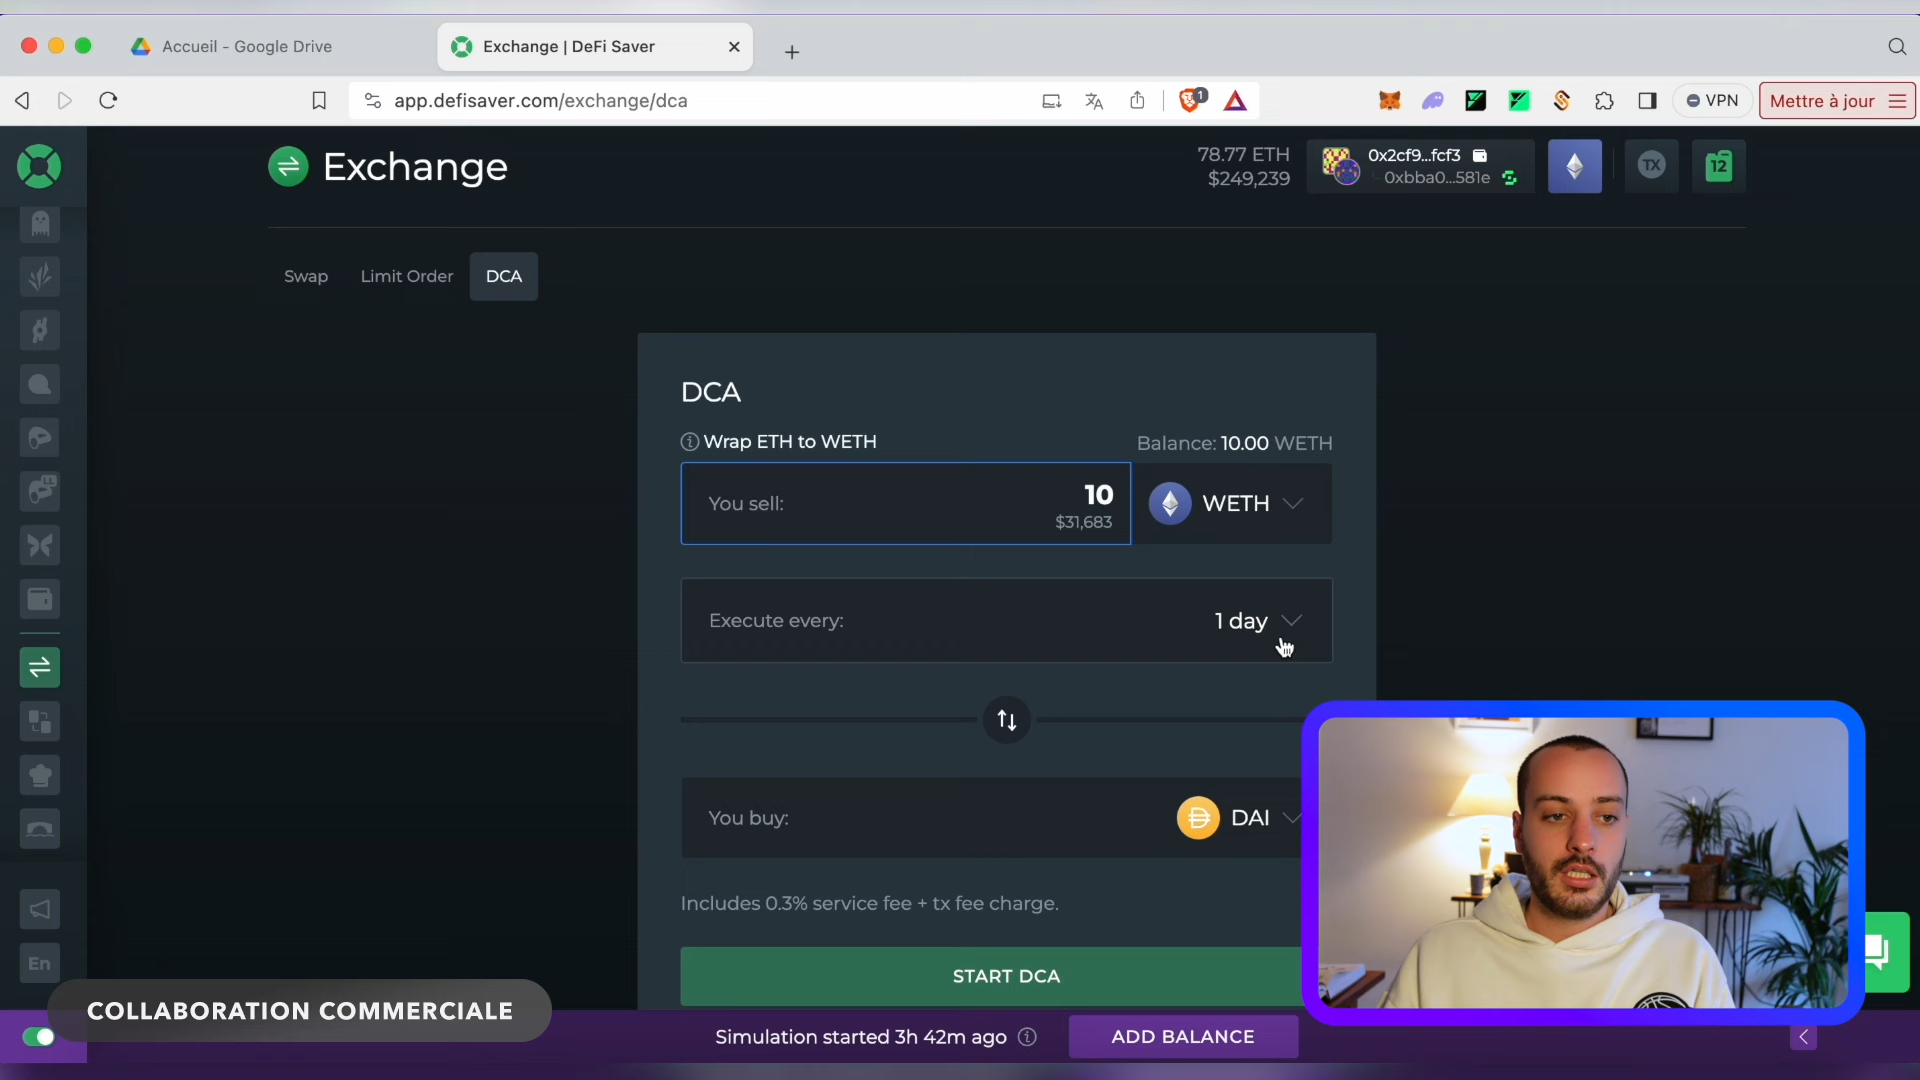 Accueil - Google Drive
Exchange | DeFi Saver
app.defisaver.com/exchange/dca
1
VPN
Mettre à jour
Exchange
78.77 ETH
$249,239
0x2cf9...fcf3
0xbba0...581e
TX
12
Swap
Limit Order
DCA
DCA
Wrap ETH to WETH
Balance: 10.00 WETH
You sell:
10
$31,683
WETH
Execute every:
1 day
You buy:
DAI
Includes 0.3% service fee + tx fee charge.
START DCA
En
COLLABORATION COMMERCIALE
Simulation started 3h 42m ago
ADD BALANCE